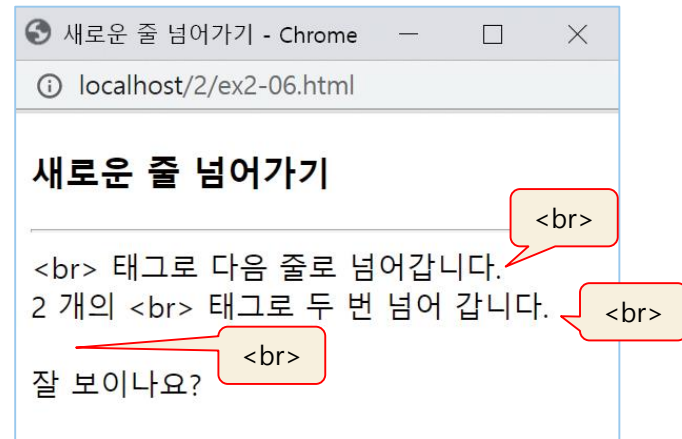 새로운 줄 넘어가기 - Chrome
localhost/2/ex2-06.html
새로운 줄 넘어가기
<br>
<br> 태그로 다음 줄로 넘어갑니다.
2 개의 <br> 태그로 두 번 넘어 갑니다.
<br>
<br>
잘 보이나요?